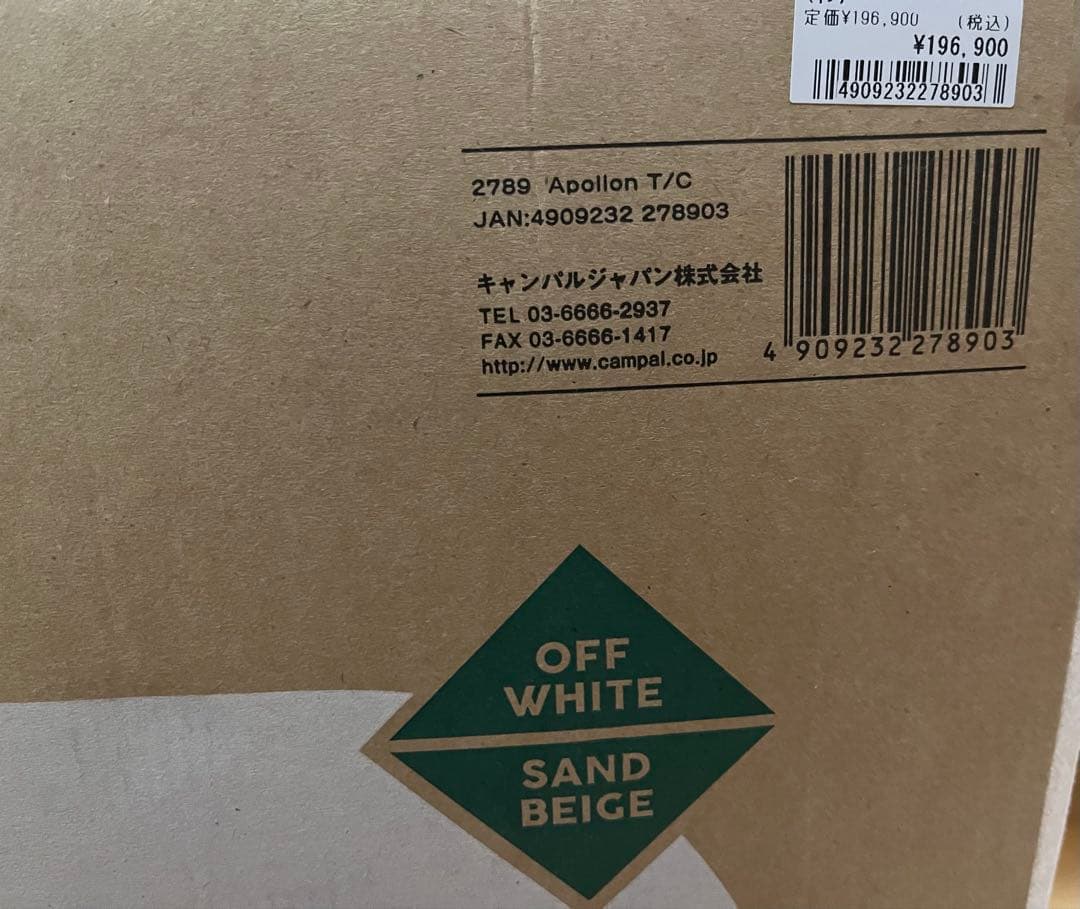 定価¥196,900 (税込)
¥196,900
4909232278903
2789 Apollon T/C
JAN:4909232 278903
キャンパルジャパン株式会社
TEL 03-6666-2937
FAX 03-6666-1417
http://www.campal.co.jp
4 909232 278903
OFF
WHITE
SAND
BEIGE